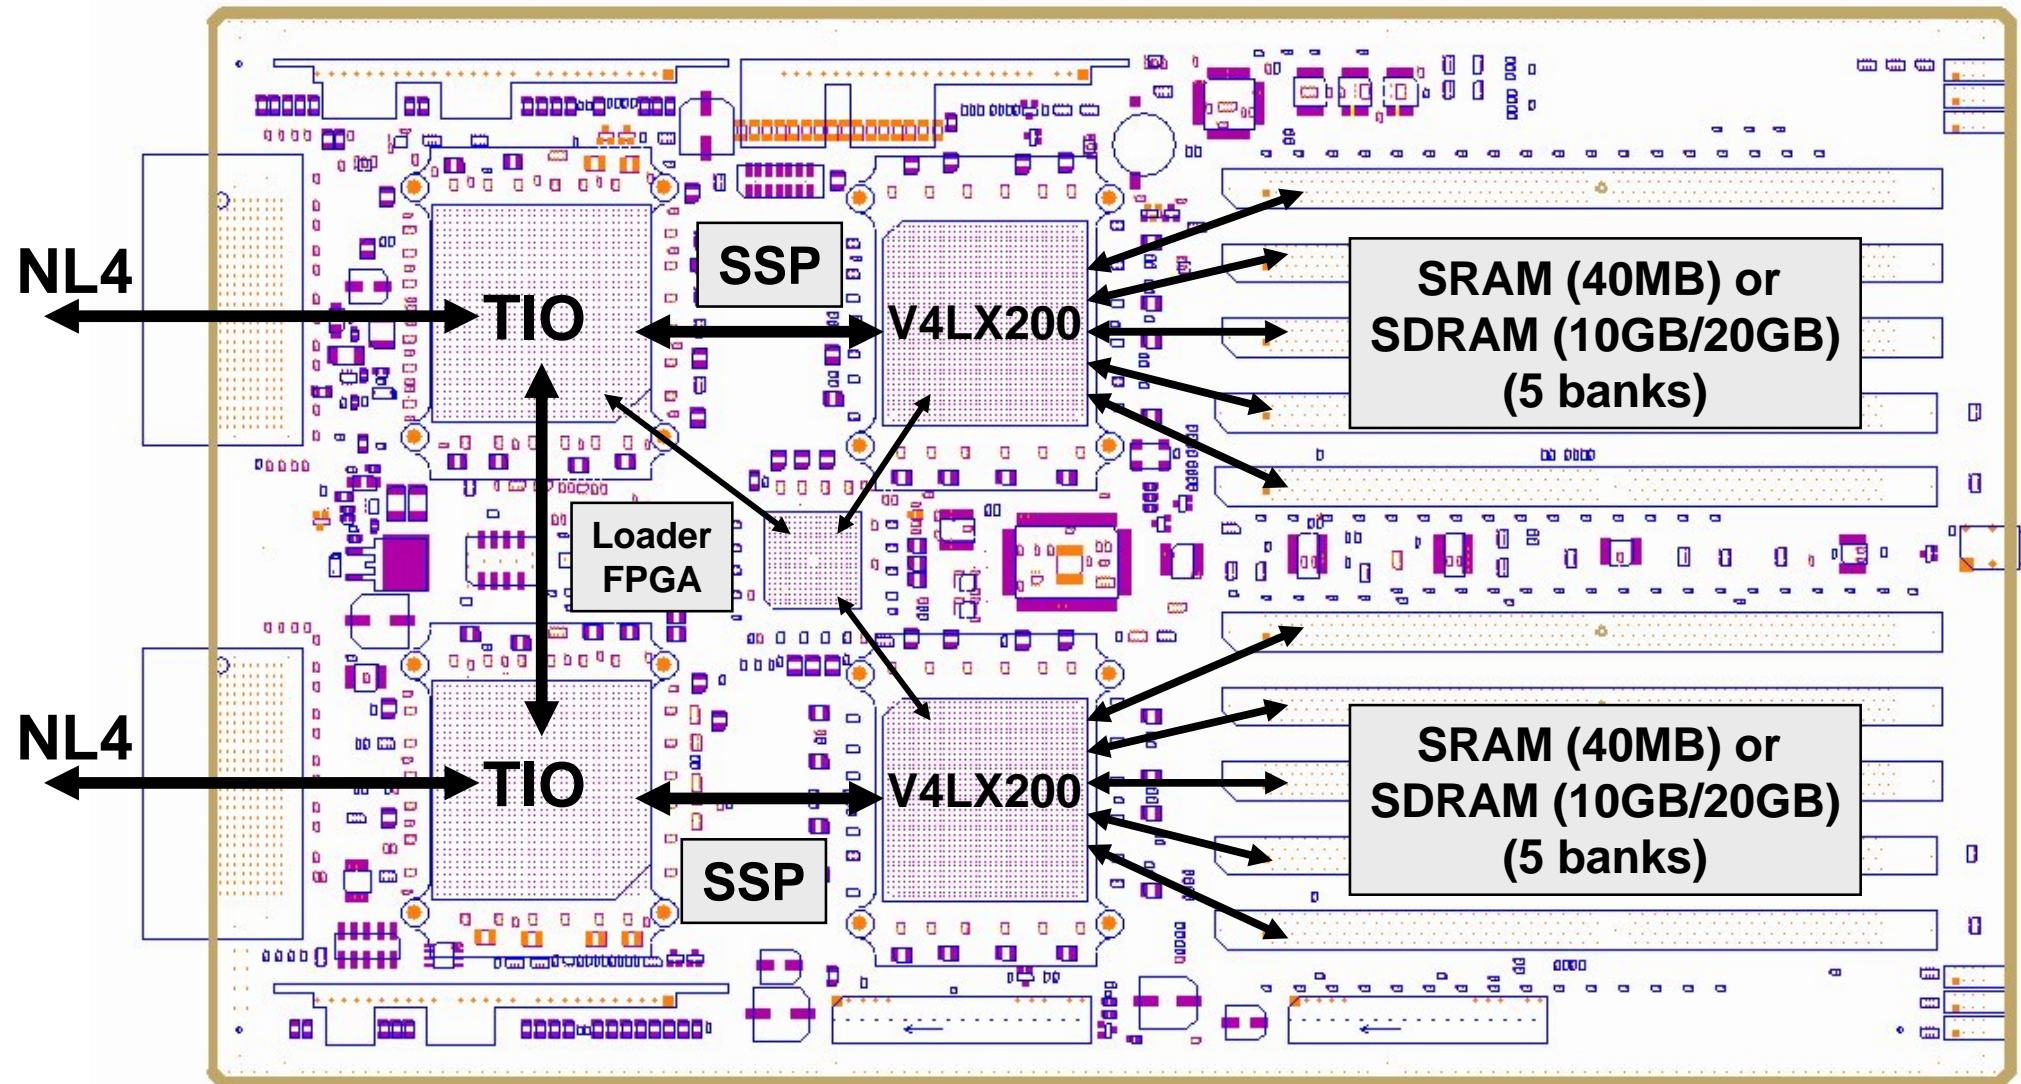 NL4
TIO
SSP
V4LX200
SRAM (40MB) or
SDRAM (10GB/20GB)
(5 banks)
Loader
FPGA
NL4
TIO
SSP
V4LX200
SRAM (40MB) or
SDRAM (10GB/20GB)
(5 banks)